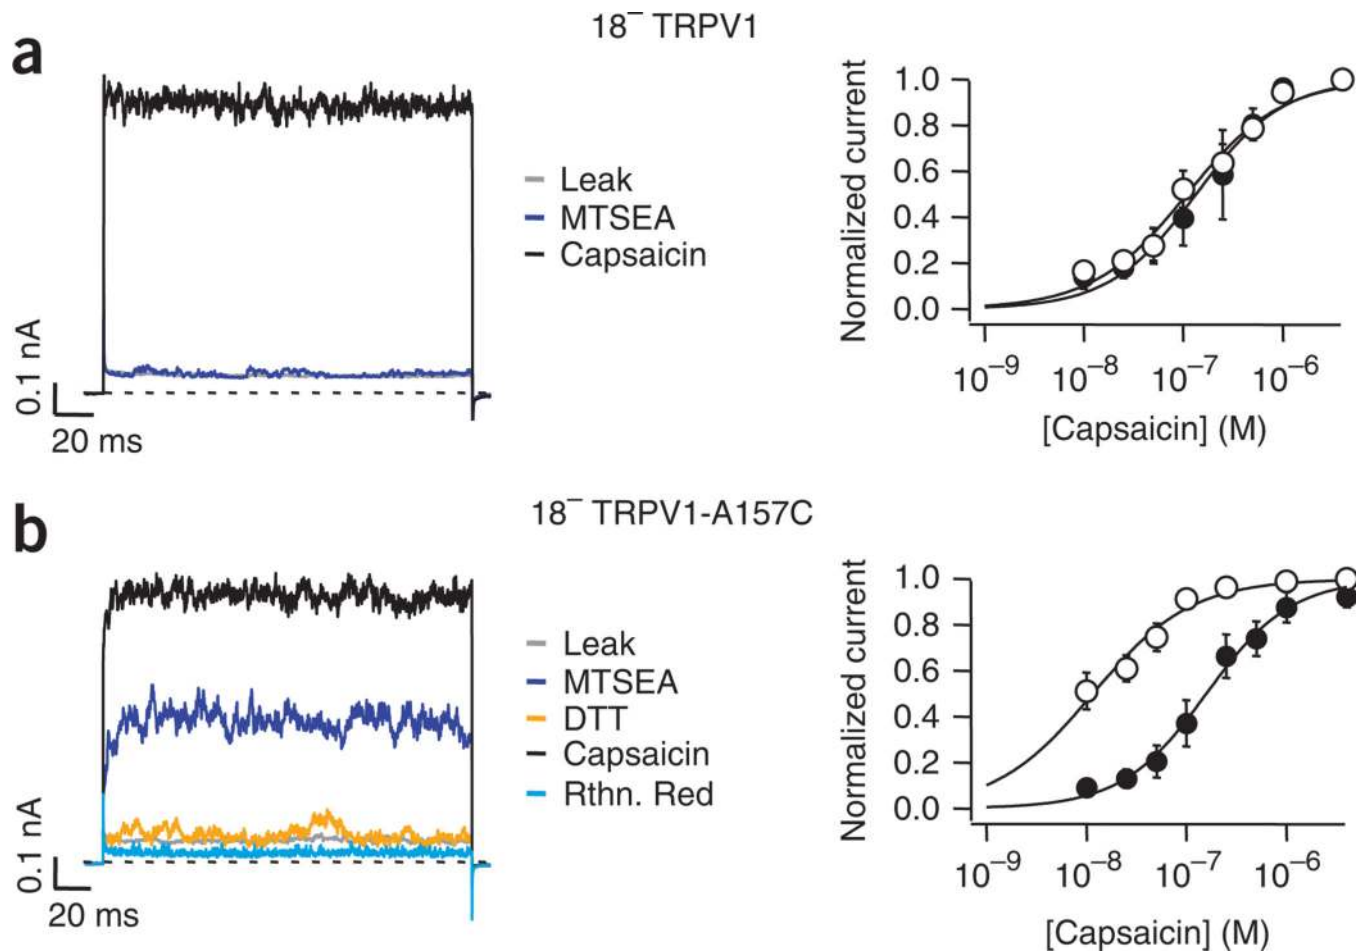 18⁻ TRPV1
a
Leak
MTSEA
Capsaicin
0.1 nA
20 ms
Normalized current
1.0
0.8
0.6
0.4
0.2
0.0
10⁻⁹ 10⁻⁸ 10⁻⁷ 10⁻⁶
[Capsaicin] (M)
18⁻ TRPV1-A157C
b
Leak
MTSEA
DTT
Capsaicin
Rthn. Red
0.1 nA
20 ms
Normalized current
1.0
0.8
0.6
0.4
0.2
0.0
10⁻⁹ 10⁻⁸ 10⁻⁷ 10⁻⁶
[Capsaicin] (M)